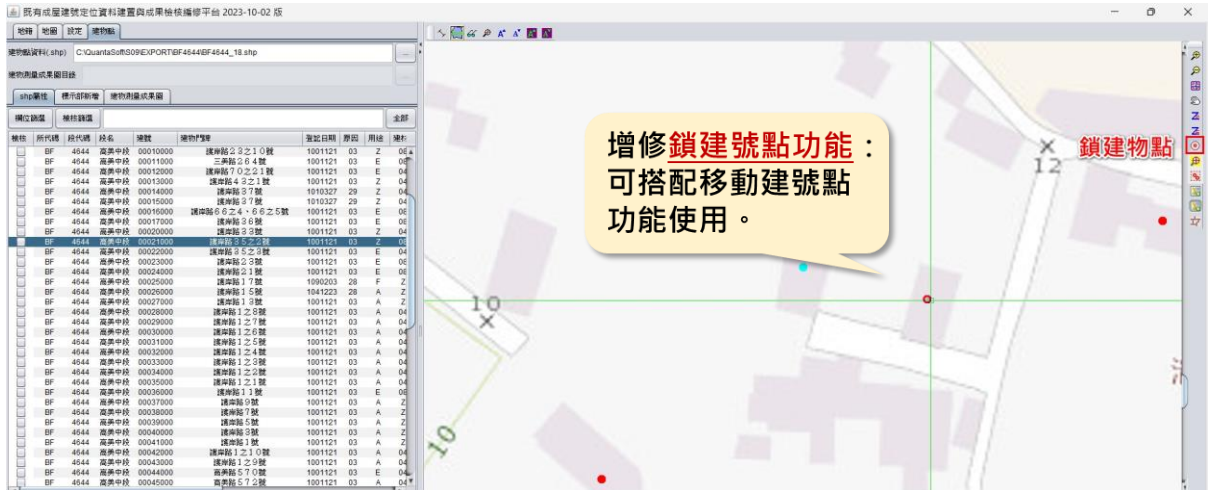 既有成屋建號定位資料建置與成果檢核編修平台 2023-10-02 版
地籍 地圖 設定 建物點
建物點資料(.shp) C:\QuantaSoft\S09\EXPORT\BF4644\BF4644_18.shp ...
建物測量成果圖目錄 ...
shp屬性 標示部新增 建物測量成果圖
欄位篩選 檢核篩選 全部
檢核 所代碼 段代碼 段名 建號 建物門牌 登記日期 原因 用途
BF 4644 高美中段 00010000 護岸路23之10號 1001121 03 Z
BF 4644 高美中段 00011000 三美路264號 1001121 03 E
BF 4644 高美中段 00012000 護岸路70之21號 1001121 03 E
BF 4644 高美中段 00013000 護岸路43之1號 1001121 03 Z
BF 4644 高美中段 00014000 護岸路37號 1010327 29 Z
BF 4644 高美中段 00015000 護岸路37號 1010327 29 Z
BF 4644 高美中段 00016000 護岸路66之4、66之5號 1001121 03 E
BF 4644 高美中段 00017000 護岸路36號 1001121 03 E
BF 4644 高美中段 00020000 護岸路33號 1001121 03 Z
BF 4644 高美中段 00021000 護岸路35之2號 1001121 03 Z
BF 4644 高美中段 00022000 護岸路35之3號 1001121 03 E
BF 4644 高美中段 00023000 護岸路23號 1001121 03 E
BF 4644 高美中段 00024000 護岸路21號 1001121 03 E
BF 4644 高美中段 00025000 護岸路17號 1090203 28 F Z
BF 4644 高美中段 00026000 護岸路15號 1041223 28 A Z
BF 4644 高美中段 00027000 護岸路13號 1001121 03 A Z
BF 4644 高美中段 00028000 護岸路1之8號 1001121 03 A 04
BF 4644 高美中段 00029000 護岸路1之7號 1001121 03 A 04
BF 4644 高美中段 00030000 護岸路1之6號 1001121 03 A 04
BF 4644 高美中段 00031000 護岸路1之5號 1001121 03 A 04
BF 4644 高美中段 00032000 護岸路1之4號 1001121 03 A 04
BF 4644 高美中段 00033000 護岸路1之3號 1001121 03 A 04
BF 4644 高美中段 00034000 護岸路1之2號 1001121 03 A 04
BF 4644 高美中段 00035000 護岸路1之1號 1001121 03 A 04
BF 4644 高美中段 00036000 護岸路11號 1001121 03 E
BF 4644 高美中段 00037000 護岸路9號 1001121 03 A Z
BF 4644 高美中段 00038000 護岸路7號 1001121 03 A Z
BF 4644 高美中段 00039000 護岸路5號 1001121 03 A Z
BF 4644 高美中段 00040000 護岸路3號 1001121 03 A Z
BF 4644 高美中段 00041000 護岸路1號 1001121 03 A Z
BF 4644 高美中段 00042000 護岸路1之10號 1001121 03 A 04
BF 4644 高美中段 00043000 護岸路1之9號 1001121 03 A 04
BF 4644 高美中段 00044000 高美路570號 1001121 03 E 04
BF 4644 高美中段 00045000 高美路572號 1001121 03 A 04
增修鎖建號點功能：
可搭配移動建號點
功能使用。
鎖建物點
12
10
10